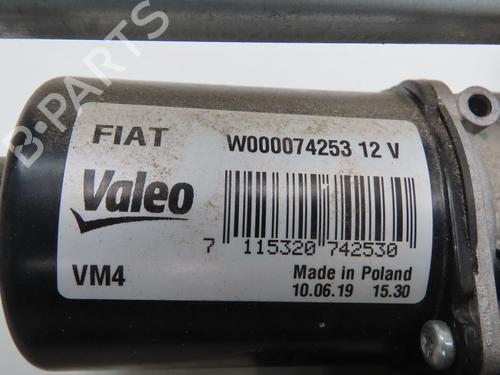 FIAT W000074253 12 V
Valeo
7 115320 742530
VM4 Made in Poland
10.06.19 15.30
B-PARTS